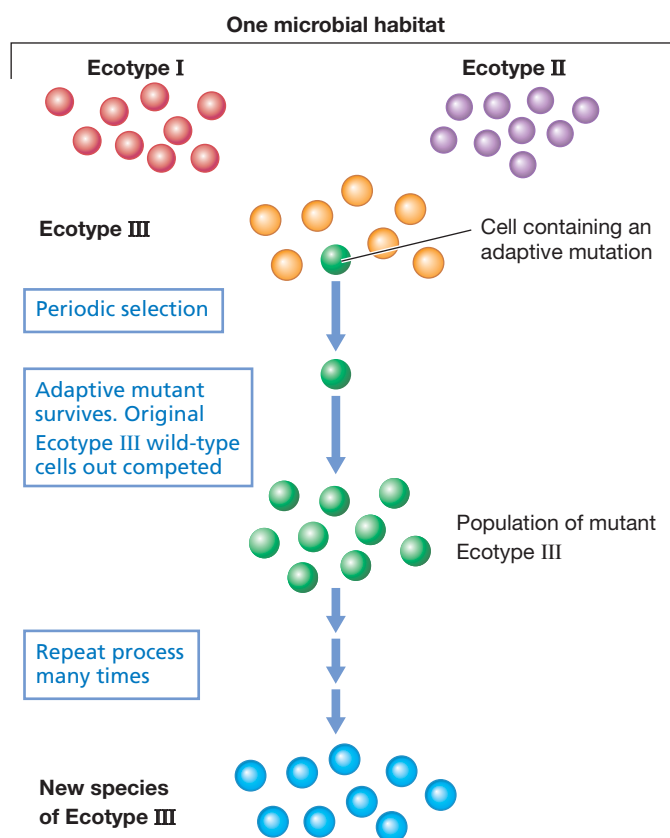 One microbial habitat
Ecotype I
Ecotype II
Ecotype III
Cell containing an
adaptive mutation
Periodic selection
Adaptive mutant
survives. Original
Ecotype III wild-type
cells out competed
Population of mutant
Ecotype III
Repeat process
many times
New species
of Ecotype III